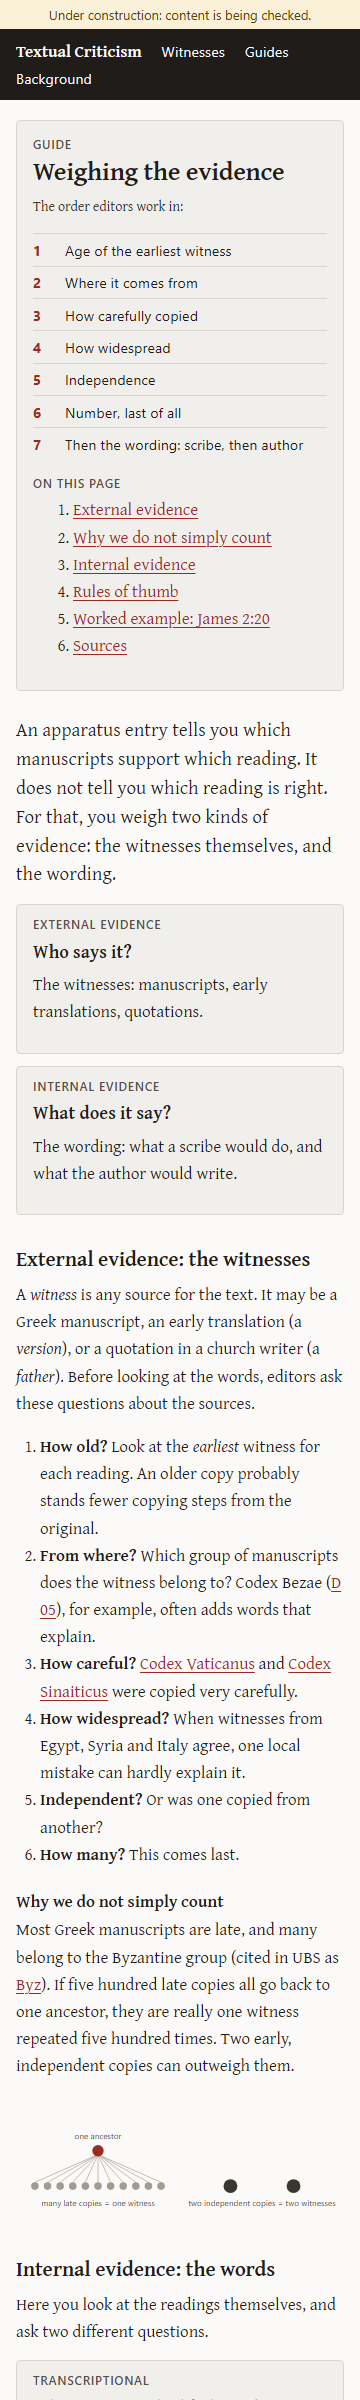 Under construction: content is being checked.
Textual Criticism Witnesses Guides
Background
GUIDE
Weighing the evidence
The order editors work in:
1 Age of the earliest witness
2 Where it comes from
3 How carefully copied
4 How widespread
5 Independence
6 Number, last of all
7 Then the wording: scribe, then author
ON THIS PAGE
1. External evidence
2. Why we do not simply count
3. Internal evidence
4. Rules of thumb
5. Worked example: James 2:20
6. Sources
An apparatus entry tells you which
manuscripts support which reading. It
does not tell you which reading is right.
For that, you weigh two kinds of
evidence: the witnesses themselves, and
the wording.
EXTERNAL EVIDENCE
Who says it?
The witnesses: manuscripts, early
translations, quotations.
INTERNAL EVIDENCE
What does it say?
The wording: what a scribe would do, and
what the author would write.
External evidence: the witnesses
A witness is any source for the text. It may be a
Greek manuscript, an early translation (a
version), or a quotation in a church writer (a
father). Before looking at the words, editors ask
these questions about the sources.
1. How old? Look at the earliest witness for
each reading. An older copy probably
stands fewer copying steps from the
original.
2. From where? Which group of manuscripts
does the witness belong to? Codex Bezae (D
05), for example, often adds words that
explain.
3. How careful? Codex Vaticanus and Codex
Sinaiticus were copied very carefully.
4. How widespread? When witnesses from
Egypt, Syria and Italy agree, one local
mistake can hardly explain it.
5. Independent? Or was one copied from
another?
6. How many? This comes last.
Why we do not simply count
Most Greek manuscripts are late, and many
belong to the Byzantine group (cited in UBS as
Byz). If five hundred late copies all go back to
one ancestor, they are really one witness
repeated five hundred times. Two early,
independent copies can outweigh them.
one ancestor
many late copies = one witness
two independent copies = two witnesses
Internal evidence: the words
Here you look at the readings themselves, and
ask two different questions.
TRANSCRIPTIONAL